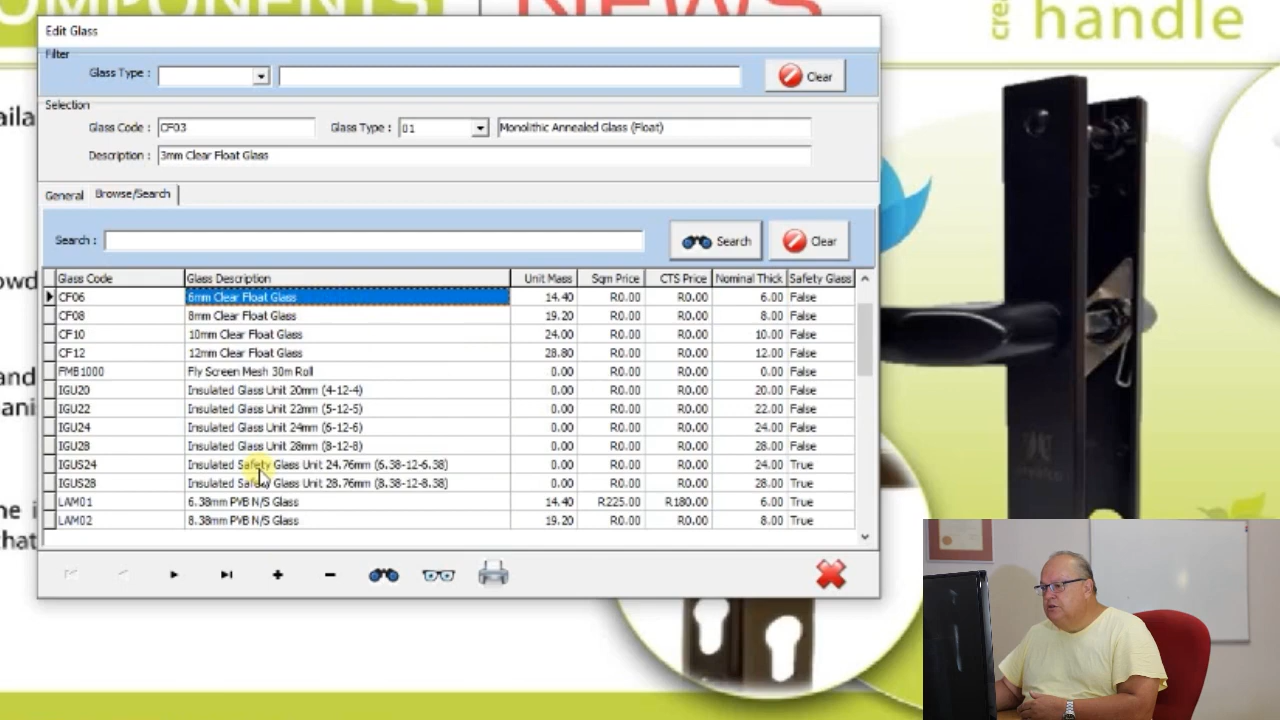 OMPONENTS
NEWS
crea
handle
Edit Glass
Filter
Glass Type :
Clear
Selection
Glass Code : CF03 Glass Type : 01 Monolithic Annealed Glass (Float)
Description : 3mm Clear Float Glass
General Browse/Search
Search : Search Clear
Glass Code Glass Description Unit Mass Sqm Price CTS Price Nominal Thick Safety Glass
CF06 6mm Clear Float Glass 14.40 R0.00 R0.00 6.00 False
CF08 8mm Clear Float Glass 19.20 R0.00 R0.00 8.00 False
CF10 10mm Clear Float Glass 24.00 R0.00 R0.00 10.00 False
CF12 12mm Clear Float Glass 28.80 R0.00 R0.00 12.00 False
FMB1000 Fly Screen Mesh 30m Roll 0.00 R0.00 R0.00 0.00 False
IGU20 Insulated Glass Unit 20mm (4-12-4) 0.00 R0.00 R0.00 20.00 False
IGU22 Insulated Glass Unit 22mm (5-12-5) 0.00 R0.00 R0.00 22.00 False
IGU24 Insulated Glass Unit 24mm (6-12-6) 0.00 R0.00 R0.00 24.00 False
IGU28 Insulated Glass Unit 28mm (8-12-8) 0.00 R0.00 R0.00 28.00 False
IGUS24 Insulated Safety Glass Unit 24.76mm (6.38-12-6.38) 0.00 R0.00 R0.00 24.00 True
IGUS28 Insulated Safety Glass Unit 28.76mm (8.38-12-8.38) 0.00 R0.00 R0.00 28.00 True
LAM01 6.38mm PVB N/S Glass 14.40 R225.00 R180.00 6.00 True
LAM02 8.38mm PVB N/S Glass 19.20 R0.00 R0.00 8.00 True